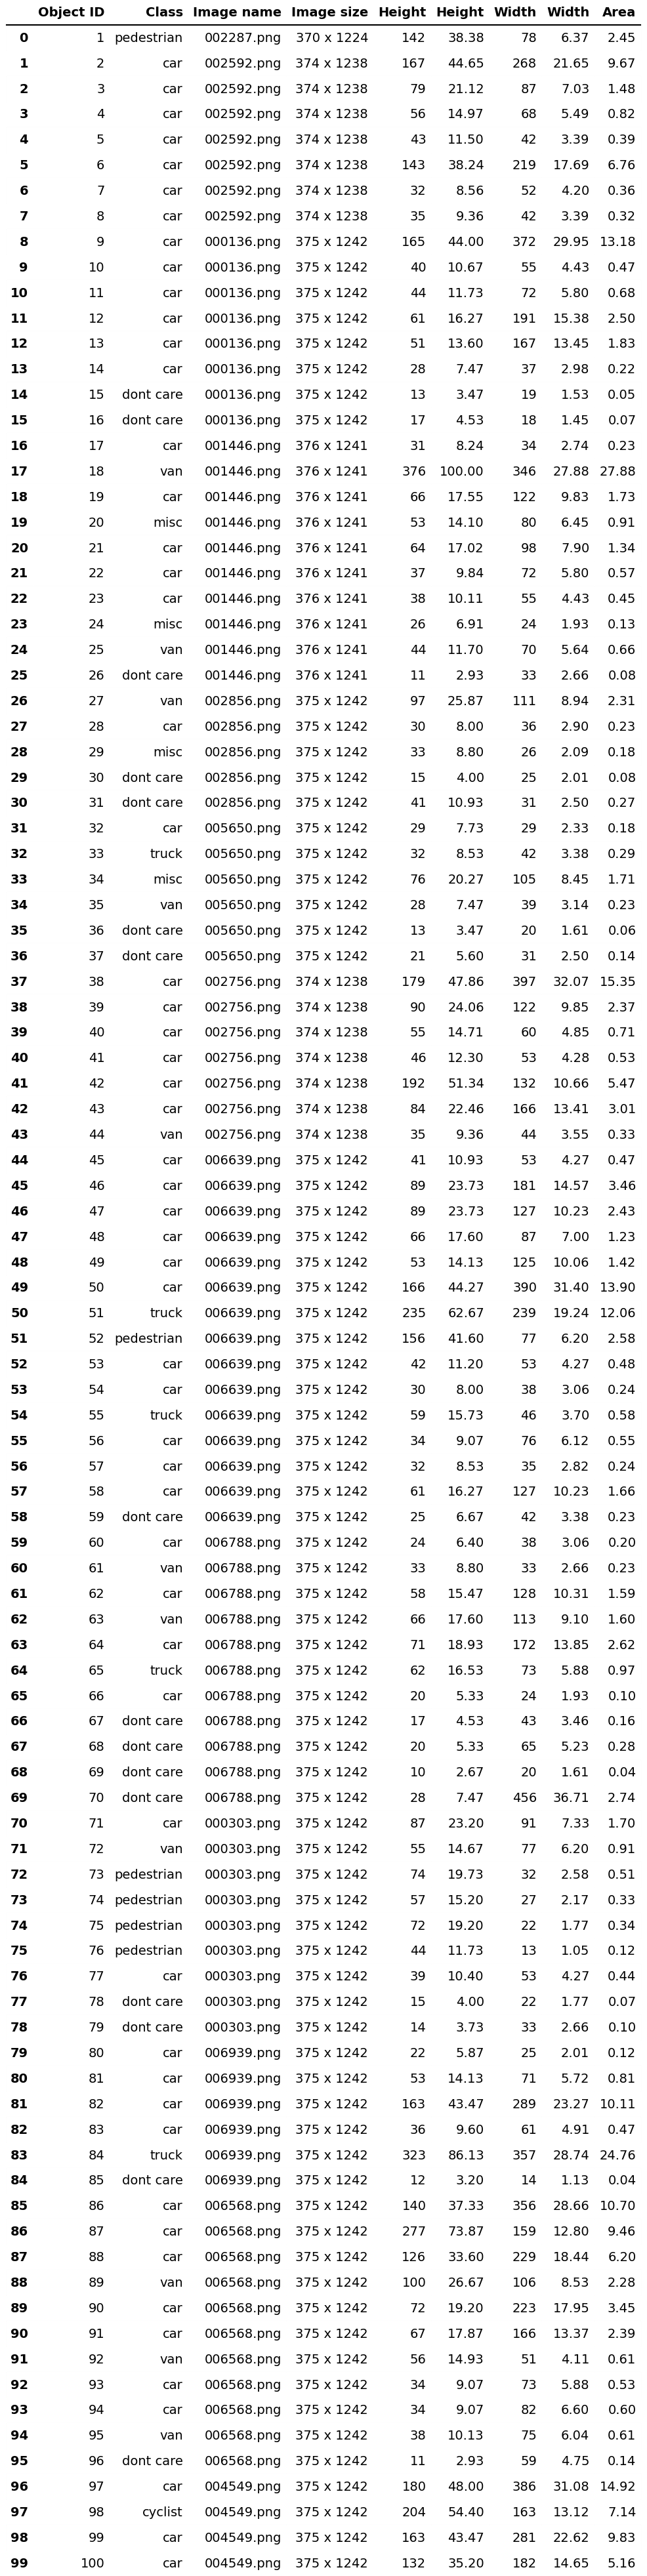 Object ID Class Image name Image size Height Height Width Width Area
0 1 pedestrian 002287.png 370 x 1224 142 38.38 78 6.37 2.45
1 2 car 002592.png 374 x 1238 167 44.65 268 21.65 9.67
2 3 car 002592.png 374 x 1238 79 21.12 87 7.03 1.48
3 4 car 002592.png 374 x 1238 56 14.97 68 5.49 0.82
4 5 car 002592.png 374 x 1238 43 11.50 42 3.39 0.39
5 6 car 002592.png 374 x 1238 143 38.24 219 17.69 6.76
6 7 car 002592.png 374 x 1238 32 8.56 52 4.20 0.36
7 8 car 002592.png 374 x 1238 35 9.36 42 3.39 0.32
8 9 car 000136.png 375 x 1242 165 44.00 372 29.95 13.18
9 10 car 000136.png 375 x 1242 40 10.67 55 4.43 0.47
10 11 car 000136.png 375 x 1242 44 11.73 72 5.80 0.68
11 12 car 000136.png 375 x 1242 61 16.27 191 15.38 2.50
12 13 car 000136.png 375 x 1242 51 13.60 167 13.45 1.83
13 14 car 000136.png 375 x 1242 28 7.47 37 2.98 0.22
14 15 dont care 000136.png 375 x 1242 13 3.47 19 1.53 0.05
15 16 dont care 000136.png 375 x 1242 17 4.53 18 1.45 0.07
16 17 car 001446.png 376 x 1241 31 8.24 34 2.74 0.23
17 18 van 001446.png 376 x 1241 376 100.00 346 27.88 27.88
18 19 car 001446.png 376 x 1241 66 17.55 122 9.83 1.73
19 20 misc 001446.png 376 x 1241 53 14.10 80 6.45 0.91
20 21 car 001446.png 376 x 1241 64 17.02 98 7.90 1.34
21 22 car 001446.png 376 x 1241 37 9.84 72 5.80 0.57
22 23 car 001446.png 376 x 1241 38 10.11 55 4.43 0.45
23 24 misc 001446.png 376 x 1241 26 6.91 24 1.93 0.13
24 25 van 001446.png 376 x 1241 44 11.70 70 5.64 0.66
25 26 dont care 001446.png 376 x 1241 11 2.93 33 2.66 0.08
26 27 van 002856.png 375 x 1242 97 25.87 111 8.94 2.31
27 28 car 002856.png 375 x 1242 30 8.00 36 2.90 0.23
28 29 misc 002856.png 375 x 1242 33 8.80 26 2.09 0.18
29 30 dont care 002856.png 375 x 1242 15 4.00 25 2.01 0.08
30 31 dont care 002856.png 375 x 1242 41 10.93 31 2.50 0.27
31 32 car 005650.png 375 x 1242 29 7.73 29 2.33 0.18
32 33 truck 005650.png 375 x 1242 32 8.53 42 3.38 0.29
33 34 misc 005650.png 375 x 1242 76 20.27 105 8.45 1.71
34 35 van 005650.png 375 x 1242 28 7.47 39 3.14 0.23
35 36 dont care 005650.png 375 x 1242 13 3.47 20 1.61 0.06
36 37 dont care 005650.png 375 x 1242 21 5.60 31 2.50 0.14
37 38 car 002756.png 374 x 1238 179 47.86 397 32.07 15.35
38 39 car 002756.png 374 x 1238 90 24.06 122 9.85 2.37
39 40 car 002756.png 374 x 1238 55 14.71 60 4.85 0.71
40 41 car 002756.png 374 x 1238 46 12.30 53 4.28 0.53
41 42 car 002756.png 374 x 1238 192 51.34 132 10.66 5.47
42 43 car 002756.png 374 x 1238 84 22.46 166 13.41 3.01
43 44 van 002756.png 374 x 1238 35 9.36 44 3.55 0.33
44 45 car 006639.png 375 x 1242 41 10.93 53 4.27 0.47
45 46 car 006639.png 375 x 1242 89 23.73 181 14.57 3.46
46 47 car 006639.png 375 x 1242 89 23.73 127 10.23 2.43
47 48 car 006639.png 375 x 1242 66 17.60 87 7.00 1.23
48 49 car 006639.png 375 x 1242 53 14.13 125 10.06 1.42
49 50 car 006639.png 375 x 1242 166 44.27 390 31.40 13.90
50 51 truck 006639.png 375 x 1242 235 62.67 239 19.24 12.06
51 52 pedestrian 006639.png 375 x 1242 156 41.60 77 6.20 2.58
52 53 car 006639.png 375 x 1242 42 11.20 53 4.27 0.48
53 54 car 006639.png 375 x 1242 30 8.00 38 3.06 0.24
54 55 truck 006639.png 375 x 1242 59 15.73 46 3.70 0.58
55 56 car 006639.png 375 x 1242 34 9.07 76 6.12 0.55
56 57 car 006639.png 375 x 1242 32 8.53 35 2.82 0.24
57 58 car 006639.png 375 x 1242 61 16.27 127 10.23 1.66
58 59 dont care 006639.png 375 x 1242 25 6.67 42 3.38 0.23
59 60 car 006788.png 375 x 1242 24 6.40 38 3.06 0.20
60 61 van 006788.png 375 x 1242 33 8.80 33 2.66 0.23
61 62 car 006788.png 375 x 1242 58 15.47 128 10.31 1.59
62 63 van 006788.png 375 x 1242 66 17.60 113 9.10 1.60
63 64 car 006788.png 375 x 1242 71 18.93 172 13.85 2.62
64 65 truck 006788.png 375 x 1242 62 16.53 73 5.88 0.97
65 66 car 006788.png 375 x 1242 20 5.33 24 1.93 0.10
66 67 dont care 006788.png 375 x 1242 17 4.53 43 3.46 0.16
67 68 dont care 006788.png 375 x 1242 20 5.33 65 5.23 0.28
68 69 dont care 006788.png 375 x 1242 10 2.67 20 1.61 0.04
69 70 dont care 006788.png 375 x 1242 28 7.47 456 36.71 2.74
70 71 car 000303.png 375 x 1242 87 23.20 91 7.33 1.70
71 72 van 000303.png 375 x 1242 55 14.67 77 6.20 0.91
72 73 pedestrian 000303.png 375 x 1242 74 19.73 32 2.58 0.51
73 74 pedestrian 000303.png 375 x 1242 57 15.20 27 2.17 0.33
74 75 pedestrian 000303.png 375 x 1242 72 19.20 22 1.77 0.34
75 76 pedestrian 000303.png 375 x 1242 44 11.73 13 1.05 0.12
76 77 car 000303.png 375 x 1242 39 10.40 53 4.27 0.44
77 78 dont care 000303.png 375 x 1242 15 4.00 22 1.77 0.07
78 79 dont care 000303.png 375 x 1242 14 3.73 33 2.66 0.10
79 80 car 006939.png 375 x 1242 22 5.87 25 2.01 0.12
80 81 car 006939.png 375 x 1242 53 14.13 71 5.72 0.81
81 82 car 006939.png 375 x 1242 163 43.47 289 23.27 10.11
82 83 car 006939.png 375 x 1242 36 9.60 61 4.91 0.47
83 84 truck 006939.png 375 x 1242 323 86.13 357 28.74 24.76
84 85 dont care 006939.png 375 x 1242 12 3.20 14 1.13 0.04
85 86 car 006568.png 375 x 1242 140 37.33 356 28.66 10.70
86 87 car 006568.png 375 x 1242 277 73.87 159 12.80 9.46
87 88 car 006568.png 375 x 1242 126 33.60 229 18.44 6.20
88 89 van 006568.png 375 x 1242 100 26.67 106 8.53 2.28
89 90 car 006568.png 375 x 1242 72 19.20 223 17.95 3.45
90 91 car 006568.png 375 x 1242 67 17.87 166 13.37 2.39
91 92 van 006568.png 375 x 1242 56 14.93 51 4.11 0.61
92 93 car 006568.png 375 x 1242 34 9.07 73 5.88 0.53
93 94 car 006568.png 375 x 1242 34 9.07 82 6.60 0.60
94 95 van 006568.png 375 x 1242 38 10.13 75 6.04 0.61
95 96 dont care 006568.png 375 x 1242 11 2.93 59 4.75 0.14
96 97 car 004549.png 375 x 1242 180 48.00 386 31.08 14.92
97 98 cyclist 004549.png 375 x 1242 204 54.40 163 13.12 7.14
98 99 car 004549.png 375 x 1242 163 43.47 281 22.62 9.83
99 100 car 004549.png 375 x 1242 132 35.20 182 14.65 5.16